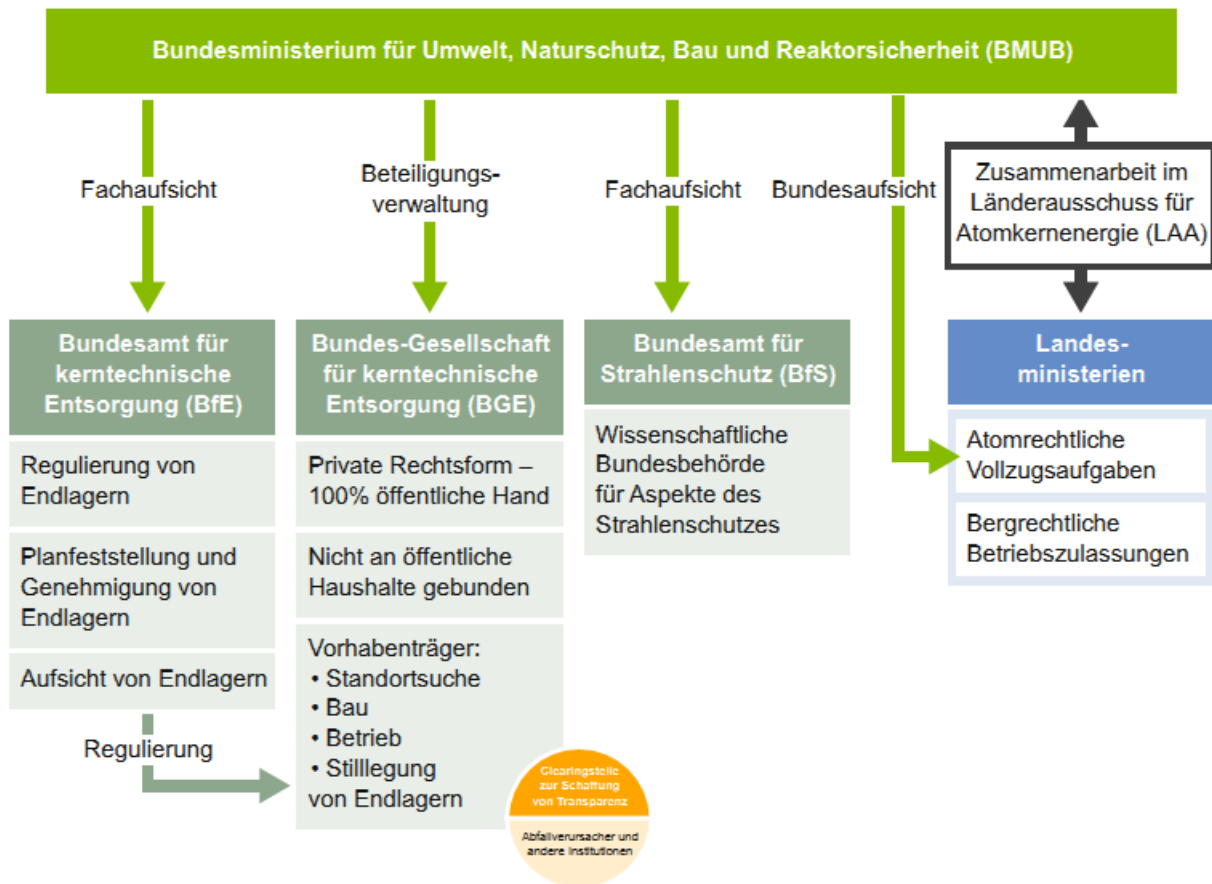 Bundesministerium für Umwelt, Naturschutz, Bau und Reaktorsicherheit (BMUB)
Fachaufsicht
Beteiligungs-
verwaltung
Fachaufsicht
Bundesaufsicht
Zusammenarbeit im
Länderausschuss für
Atomkernenergie (LAA)
Bundesamt für
kerntechnische
Entsorgung (BfE)
Regulierung von
Endlagern
Planfeststellung und
Genehmigung von
Endlagern
Aufsicht von Endlagern
Regulierung
Bundes-Gesellschaft
für kerntechnische
Entsorgung (BGE)
Private Rechtsform –
100% öffentliche Hand
Nicht an öffentliche
Haushalte gebunden
Vorhabenträger:
• Standortsuche
• Bau
• Betrieb
• Stilllegung
von Endlagern
Clearingstelle
zur Schaffung
von Transparenz
Abfallverursacher und
andere Institutionen
Bundesamt für
Strahlenschutz (BfS)
Wissenschaftliche
Bundesbehörde
für Aspekte des
Strahlenschutzes
Landes-
ministerien
Atomrechtliche
Vollzugsaufgaben
Bergrechtliche
Betriebszulassungen